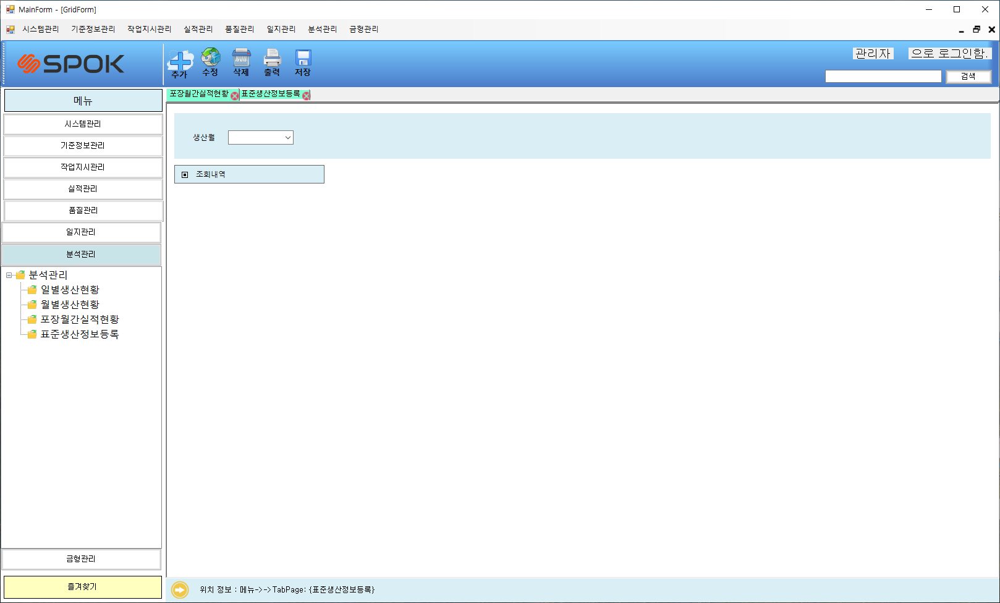 MainForm - [GridForm]
시스템관리 기준정보관리 작업지시관리 실적관리 품질관리 일지관리 분석관리 금형관리
SPOK
추가 수정 삭제 출력 저장
관리자 으로 로그인함.
검색
메뉴
포장월간실적현황 표준생산정보등록
시스템관리
기준정보관리
작업지시관리
실적관리
품질관리
일지관리
분석관리
생산월
조회내역
분석관리
일별생산현황
월별생산현황
포장월간실적현황
표준생산정보등록
금형관리
즐겨찾기
위치 정보 : 메뉴->->TabPage: {표준생산정보등록}